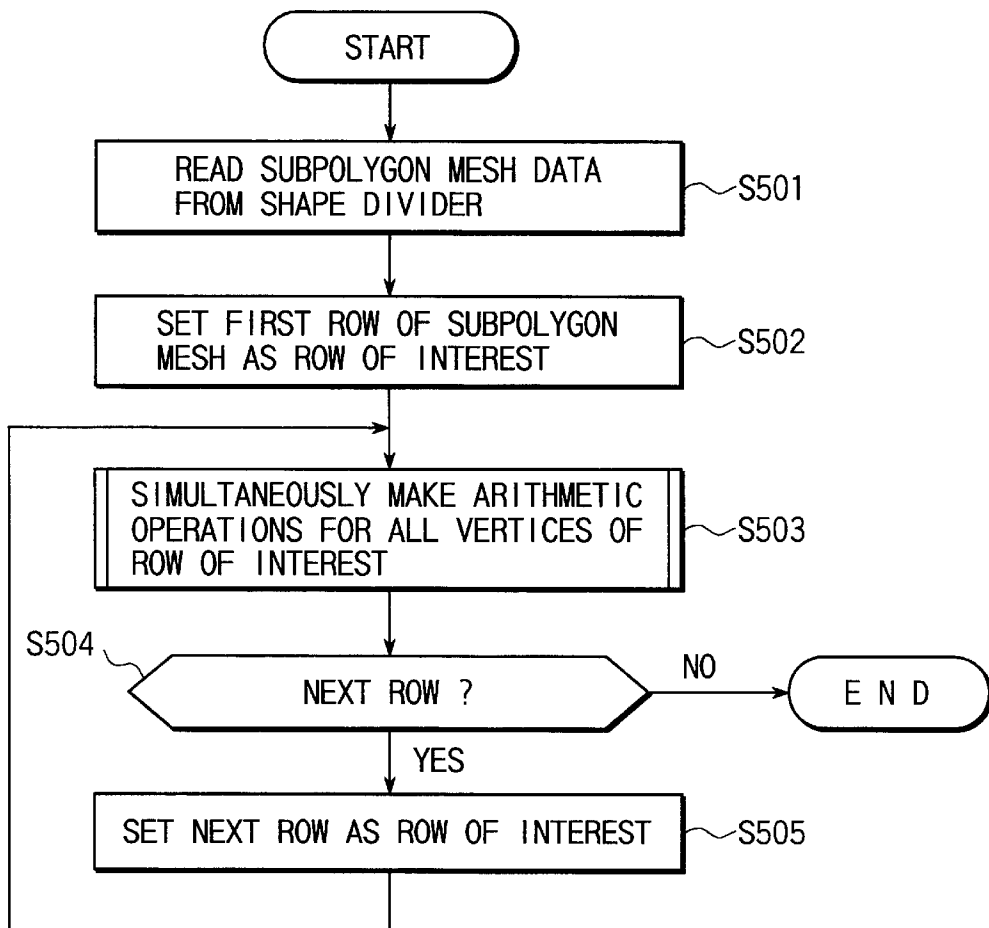 START
READ SUBPOLYGON MESH DATA
FROM SHAPE DIVIDER
S501
SET FIRST ROW OF SUBPOLYGON
MESH AS ROW OF INTEREST
S502
SIMULTANEOUSLY MAKE ARITHMETIC
OPERATIONS FOR ALL VERTICES OF
ROW OF INTEREST
S503
S504
NEXT ROW ?
NO
E N D
YES
SET NEXT ROW AS ROW OF INTEREST
S505